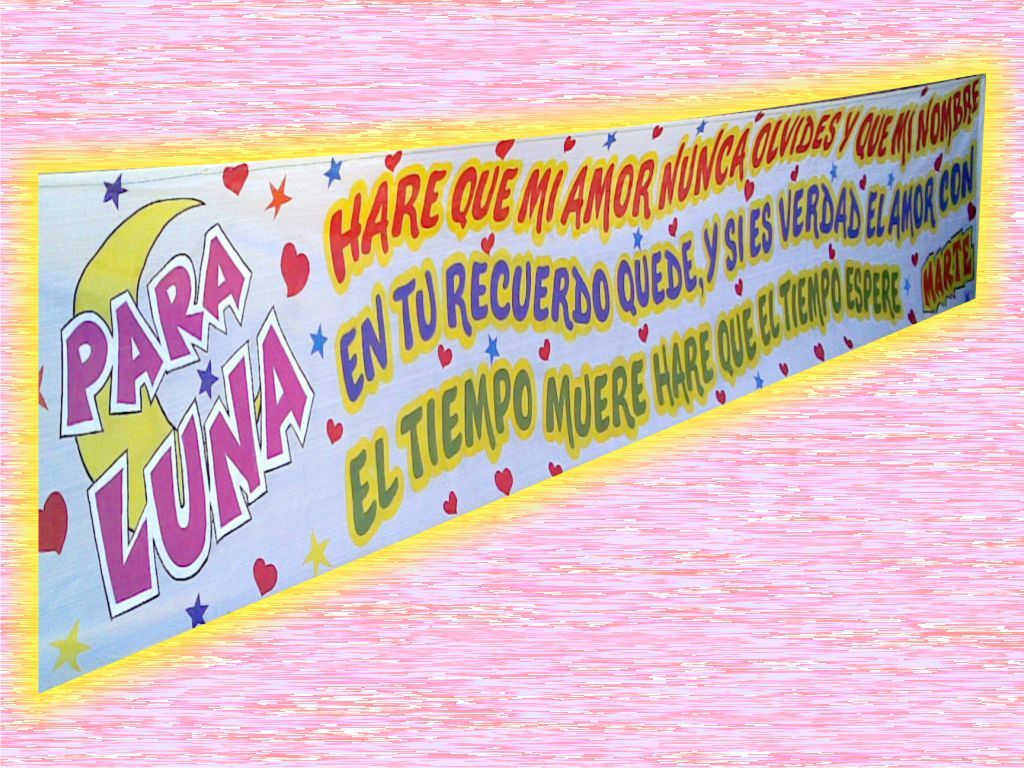 PARA
LUNA
HARE QUE MI AMOR NUNCA OLVIDES Y QUE MI NOMBRE
EN TU RECUERDO QUEDE, Y SI ES VERDAD EL AMOR CON
EL TIEMPO MUERE HARE QUE EL TIEMPO ESPERE
MARTE